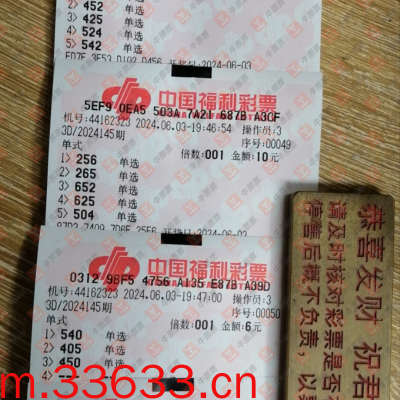 2> 452 单选
3> 425 单选
4> 524 单选
5> 542 单选
2024-06-03
中国福利彩票
5EF9 0EA5 503A 7A21 687B A30F
机号:44162323 2024.06.03-19:46:54 操作员:3
3D/2024145期 序号:00049
单式 倍数:001 金额:10元
1> 256 单选
2> 265 单选
3> 652 单选
4> 625 单选
5> 504 单选
中国福利彩票
0312 96F5 4756 A135 E87B A39D
机号:44162323 2024.06.03-19:47:00 操作员:3
3D/2024145期 序号:00050
单式 倍数:001 金额:6元
1> 540 单选
2> 405 单选
3> 450 单选
恭喜发财 祝
请及时核对彩票是否
停售后概不负责,以
m.33633.cn